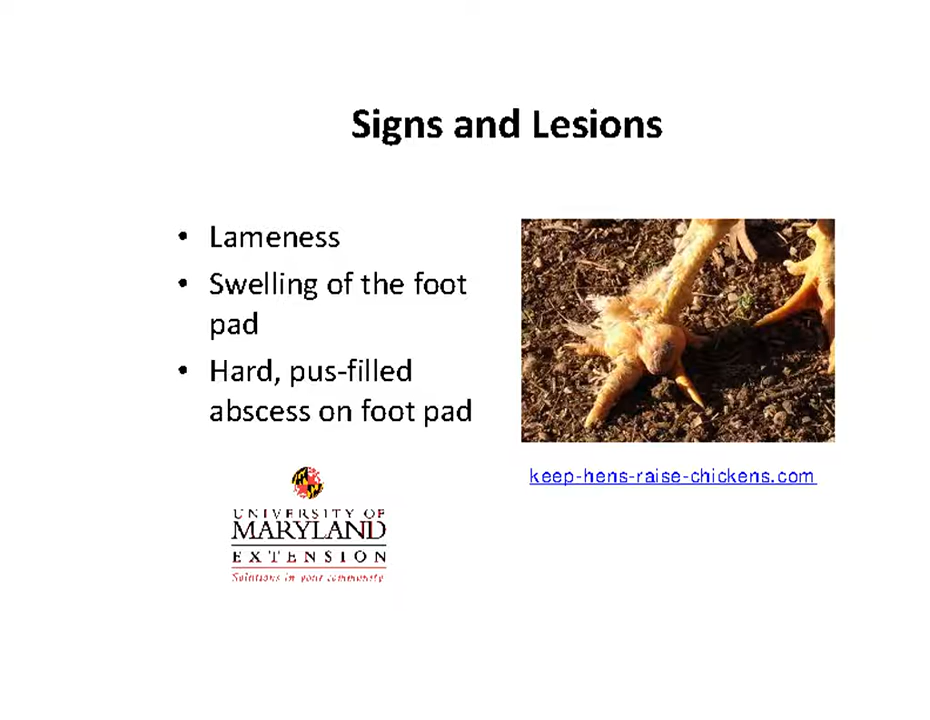 Signs and Lesions
• Lameness
• Swelling of the foot
pad
• Hard, pus-filled
abscess on foot pad
keep-hens-raise-chickens.com
UNIVERSITY OF
MARYLAND
EXTENSION
Solutions in your community